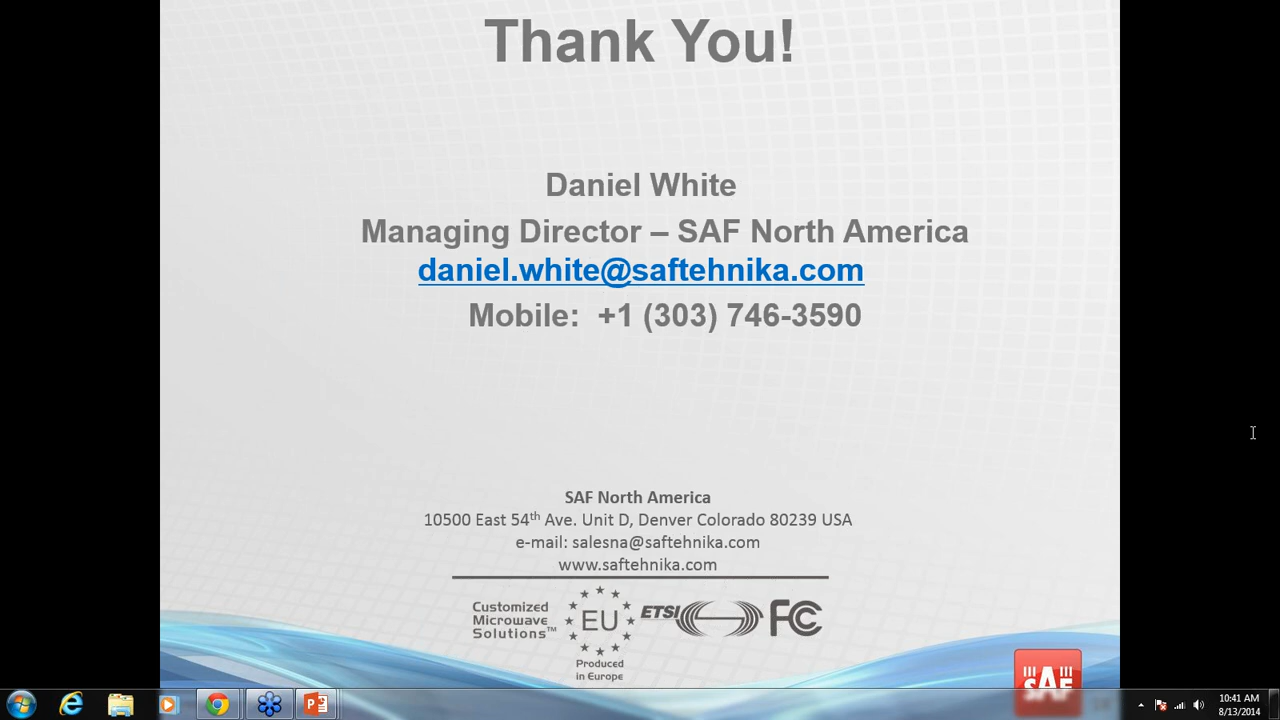 Thank You!
Daniel White
Managing Director – SAF North America
daniel.white@saftehnika.com
Mobile:  +1 (303) 746-3590
SAF North America
10500 East 54th Ave. Unit D, Denver Colorado 80239 USA
e-mail: salesna@saftehnika.com
www.saftehnika.com
Customized
Microwave
Solutions™
EU
Produced
in Europe
ETSI
FC
SAF
10:41 AM
8/13/2014